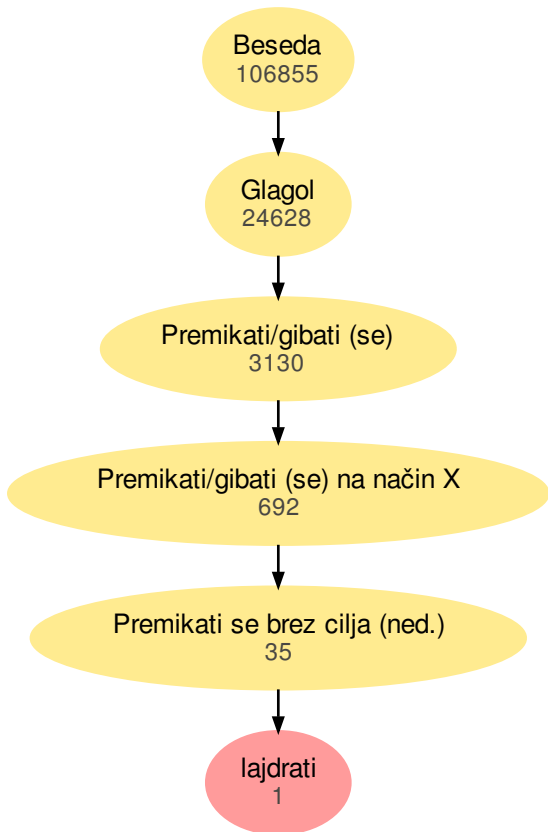 Beseda
106855
Glagol
24628
Premikati/gibati (se)
3130
Premikati/gibati (se) na način X
692
Premikati se brez cilja (ned.)
35
lajdrati
1